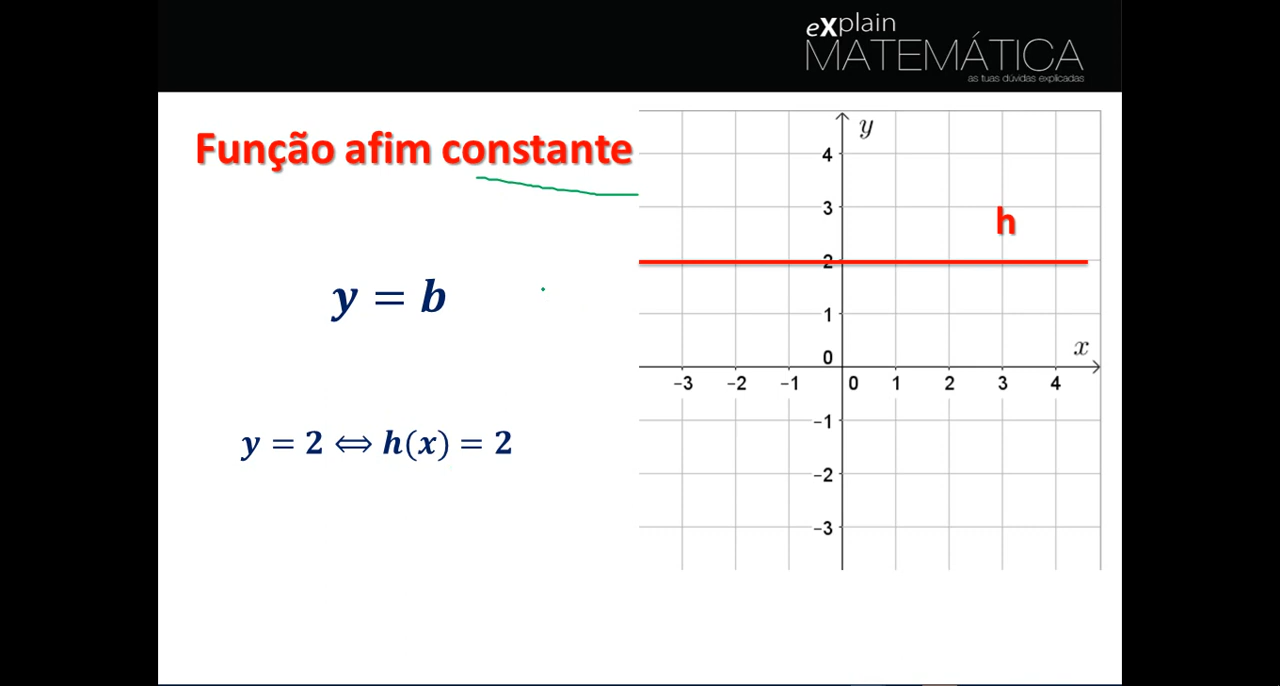 eXplain
MATEMÁTICA
as tuas dúvidas explicadas
Função afim constante
y = b
y = 2 ⟺ h(x) = 2
y
4
3
h
2
1
x
0
−3 −2 −1 0 1 2 3 4
−1
−2
−3